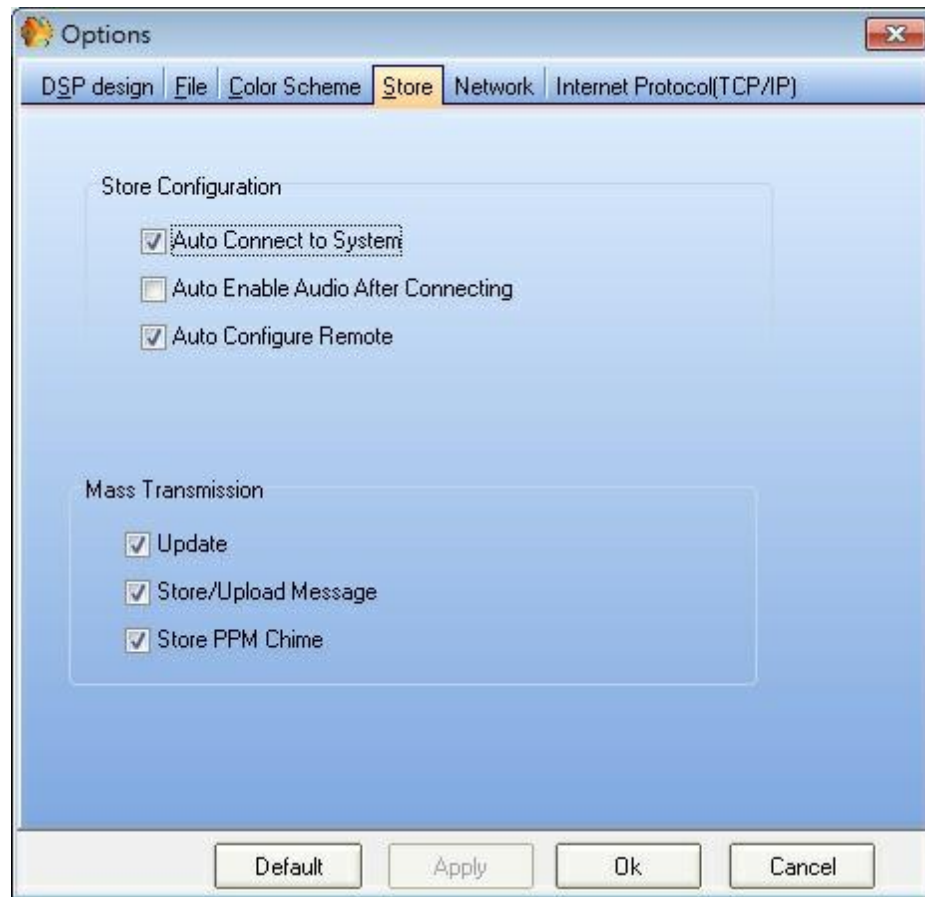 Options
DSP design File Color Scheme Store Network Internet Protocol(TCP/IP)
Store Configuration
Auto Connect to System
Auto Enable Audio After Connecting
Auto Configure Remote
Mass Transmission
Update
Store/Upload Message
Store PPM Chime
Default Apply Ok Cancel